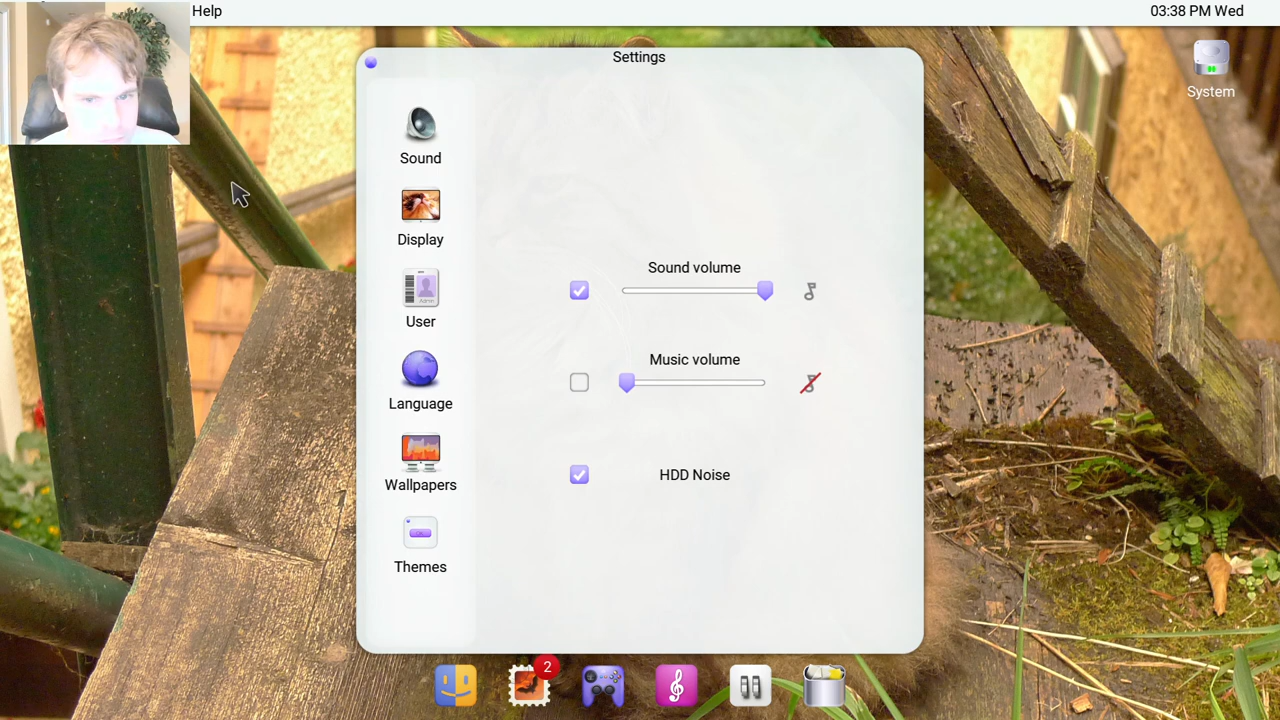 Help
03:38 PM Wed
Settings
System
Sound
Display
User
Language
Wallpapers
Themes
Sound volume
Music volume
HDD Noise
2